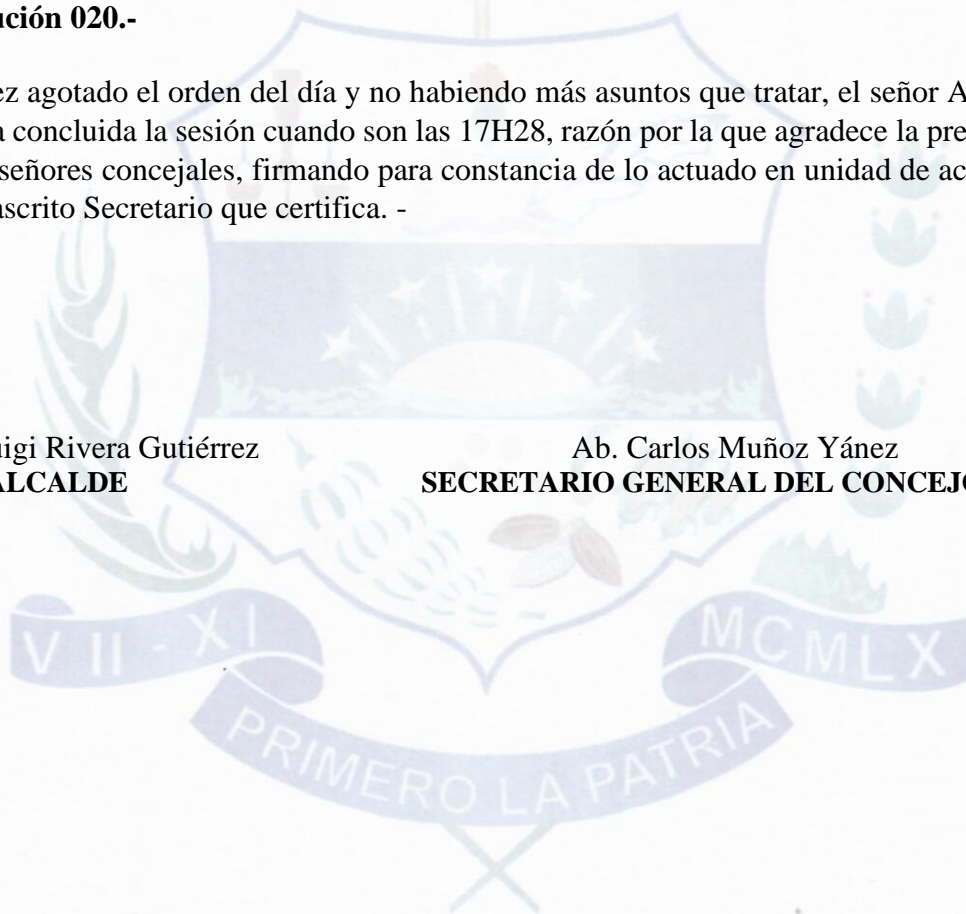 ución 020.-
ez agotado el orden del día y no habiendo más asuntos que tratar, el señor A
a concluida la sesión cuando son las 17H28, razón por la que agradece la pre
señores concejales, firmando para constancia de lo actuado en unidad de ac
ascrito Secretario que certifica. -
uigi Rivera Gutiérrez Ab. Carlos Muñoz Yánez
ALCALDE SECRETARIO GENERAL DEL CONCEJO
VII - XI MCMLX
PRIMERO LA PATRIA